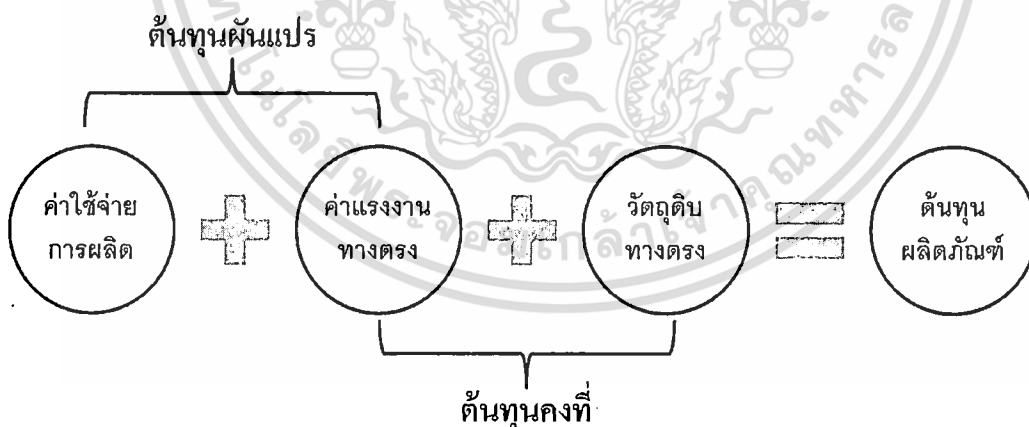 ต้นทุนผันแปร
ค่าใช้จ่าย
การผลิต
ค่าแรงงาน
ทางตรง
วัตถุดิบ
ทางตรง
ต้นทุน
ผลิตภัณฑ์
ต้นทุนคงที่